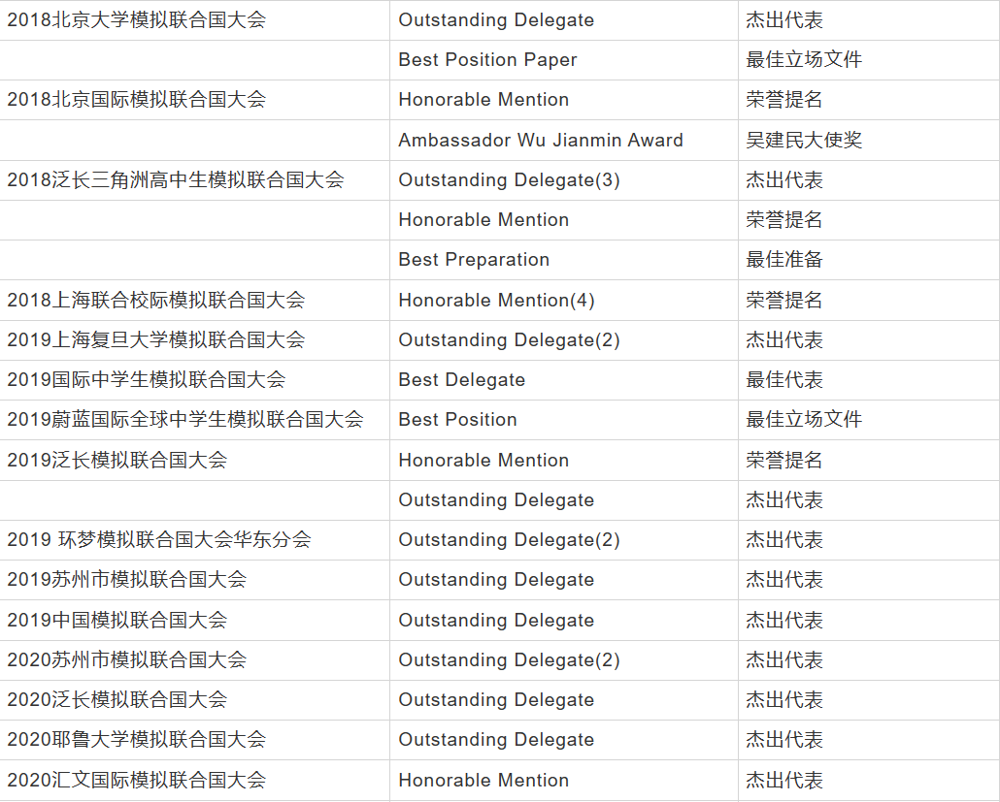 2018北京大学模拟联合国大会 Outstanding Delegate 杰出代表
Best Position Paper 最佳立场文件
2018北京国际模拟联合国大会 Honorable Mention 荣誉提名
Ambassador Wu Jianmin Award 吴建民大使奖
2018泛长三角洲高中生模拟联合国大会 Outstanding Delegate(3) 杰出代表
Honorable Mention 荣誉提名
Best Preparation 最佳准备
2018上海联合校际模拟联合国大会 Honorable Mention(4) 荣誉提名
2019上海复旦大学模拟联合国大会 Outstanding Delegate(2) 杰出代表
2019国际中学生模拟联合国大会 Best Delegate 最佳代表
2019蔚蓝国际全球中学生模拟联合国大会 Best Position 最佳立场文件
2019泛长模拟联合国大会 Honorable Mention 荣誉提名
Outstanding Delegate 杰出代表
2019 环梦模拟联合国大会华东分会 Outstanding Delegate(2) 杰出代表
2019苏州市模拟联合国大会 Outstanding Delegate 杰出代表
2019中国模拟联合国大会 Outstanding Delegate 杰出代表
2020苏州市模拟联合国大会 Outstanding Delegate(2) 杰出代表
2020泛长模拟联合国大会 Outstanding Delegate 杰出代表
2020耶鲁大学模拟联合国大会 Outstanding Delegate 杰出代表
2020汇文国际模拟联合国大会 Honorable Mention 杰出代表